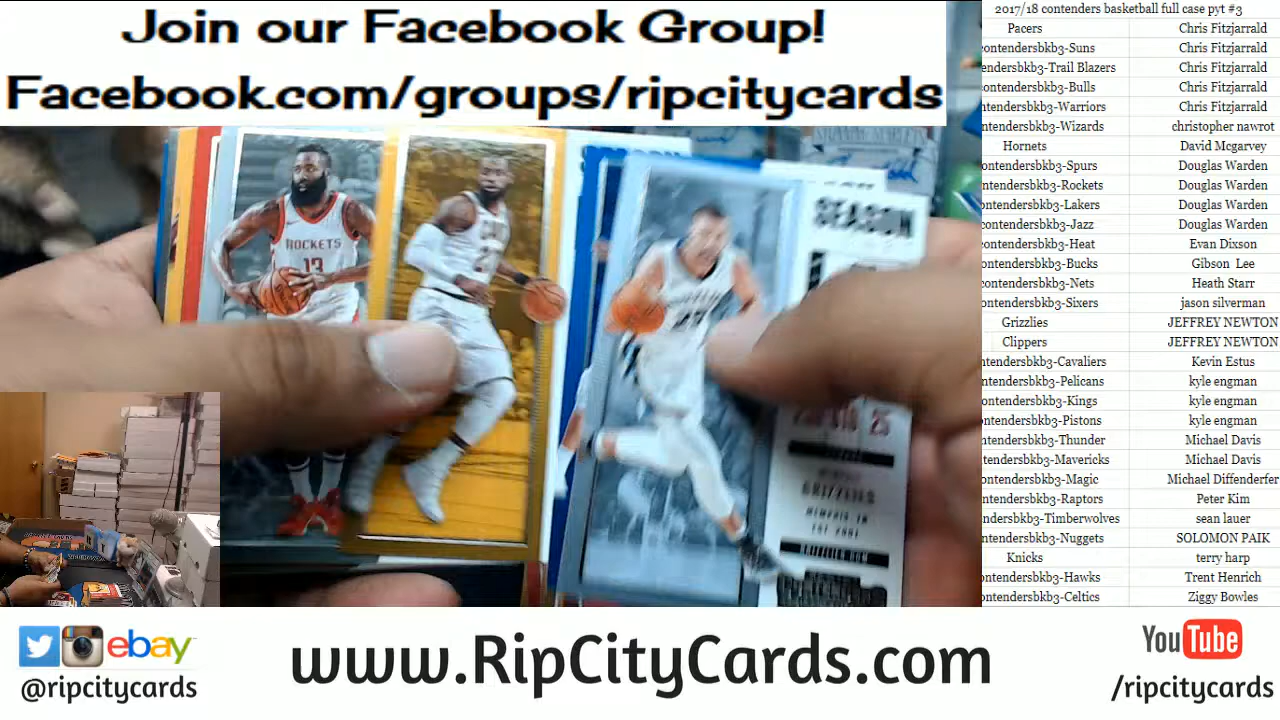 Join our Facebook Group!
Facebook.com/groups/ripcitycards
2017/18 contenders basketball full case pyt #3
Pacers Chris Fitzjarrald
contendersbkb3-Suns Chris Fitzjarrald
endersbkb3-Trail Blazers Chris Fitzjarrald
contendersbkb3-Bulls Chris Fitzjarrald
ntendersbkb3-Warriors Chris Fitzjarrald
ntendersbkb3-Wizards christopher nawrot
Hornets David Mcgarvey
contendersbkb3-Spurs Douglas Warden
ntendersbkb3-Rockets Douglas Warden
ontendersbkb3-Lakers Douglas Warden
contendersbkb3-Jazz Douglas Warden
contendersbkb3-Heat Evan Dixson
ontendersbkb3-Bucks Gibson Lee
contendersbkb3-Nets Heath Starr
ontendersbkb3-Sixers jason silverman
Grizzlies JEFFREY NEWTON
Clippers JEFFREY NEWTON
ntendersbkb3-Cavaliers Kevin Estus
ntendersbkb3-Pelicans kyle engman
ontendersbkb3-Kings kyle engman
ontendersbkb3-Pistons kyle engman
ntendersbkb3-Thunder Michael Davis
tendersbkb3-Mavericks Michael Davis
ontendersbkb3-Magic Michael Diffenderfer
ntendersbkb3-Raptors Peter Kim
ndersbkb3-Timberwolves sean lauer
ntendersbkb3-Nuggets SOLOMON PAIK
Knicks terry harp
ontendersbkb3-Hawks Trent Henrich
ontendersbkb3-Celtics Ziggy Bowles
SEASON
ROCKETS
13
GRIZZLIES
ebay
@ripcitycards
www.RipCityCards.com
YouTube
/ripcitycards